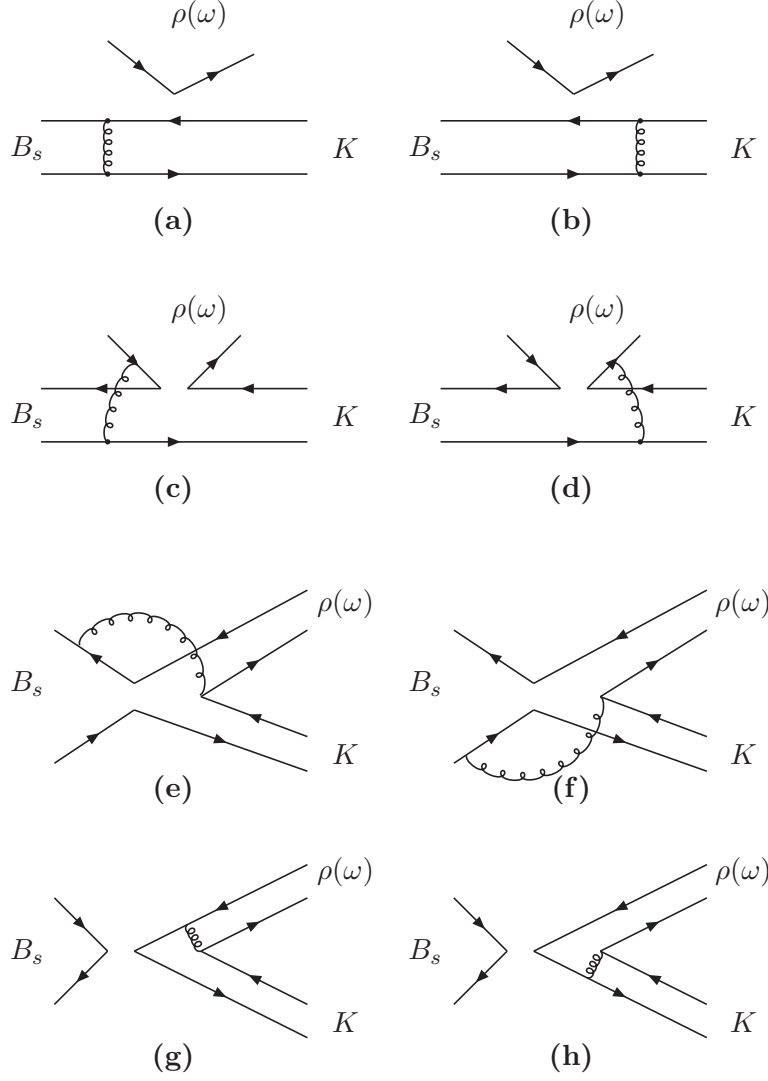 ρ(ω) ρ(ω)
B_s K B_s K
(a) (b)
ρ(ω) ρ(ω)
B_s K B_s K
(c) (d)
ρ(ω) ρ(ω)
B_s B_s
K K
(e) (f)
ρ(ω) ρ(ω)
B_s B_s
K K
(g) (h)